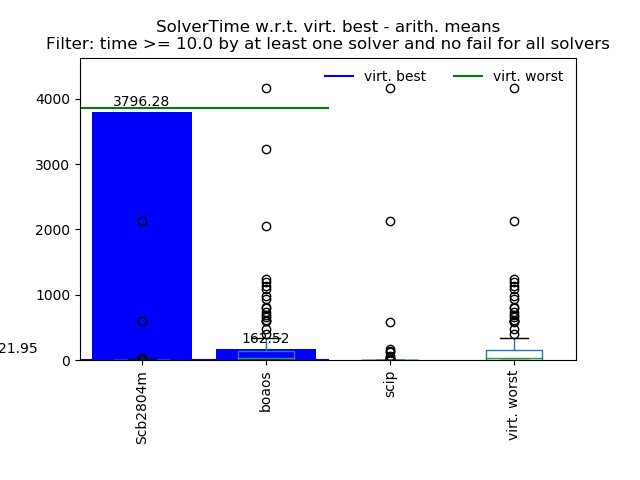 SolverTime w.r.t. virt. best - arith. means
Filter: time >= 10.0 by at least one solver and no fail for all solvers
virt. best
virt. worst
4000
3796.28
3000
2000
1000
162.52
21.95
0
Scb2804m
boaos
scip
virt. worst